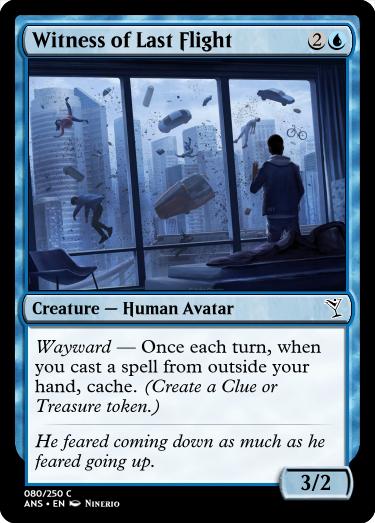 Witness of Last Flight 2
Creature — Human Avatar
Wayward — Once each turn, when
you cast a spell from outside your
hand, cache. (Create a Clue or
Treasure token.)
He feared coming down as much as he
feared going up.
3/2
080/250 C
ANS • EN Ninerio